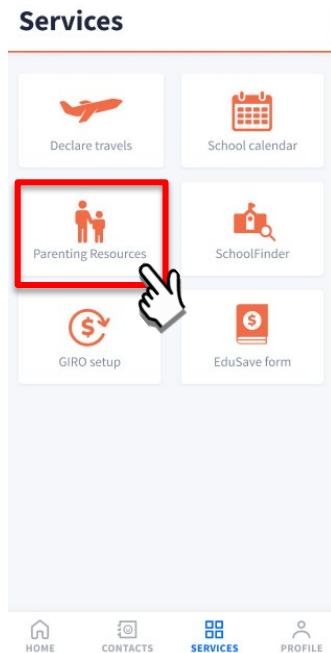 Services
Declare travels
School calendar
Parenting Resources
SchoolFinder
$
GIRO setup
$
EduSave form
HOME
CONTACTS
SERVICES
PROFILE